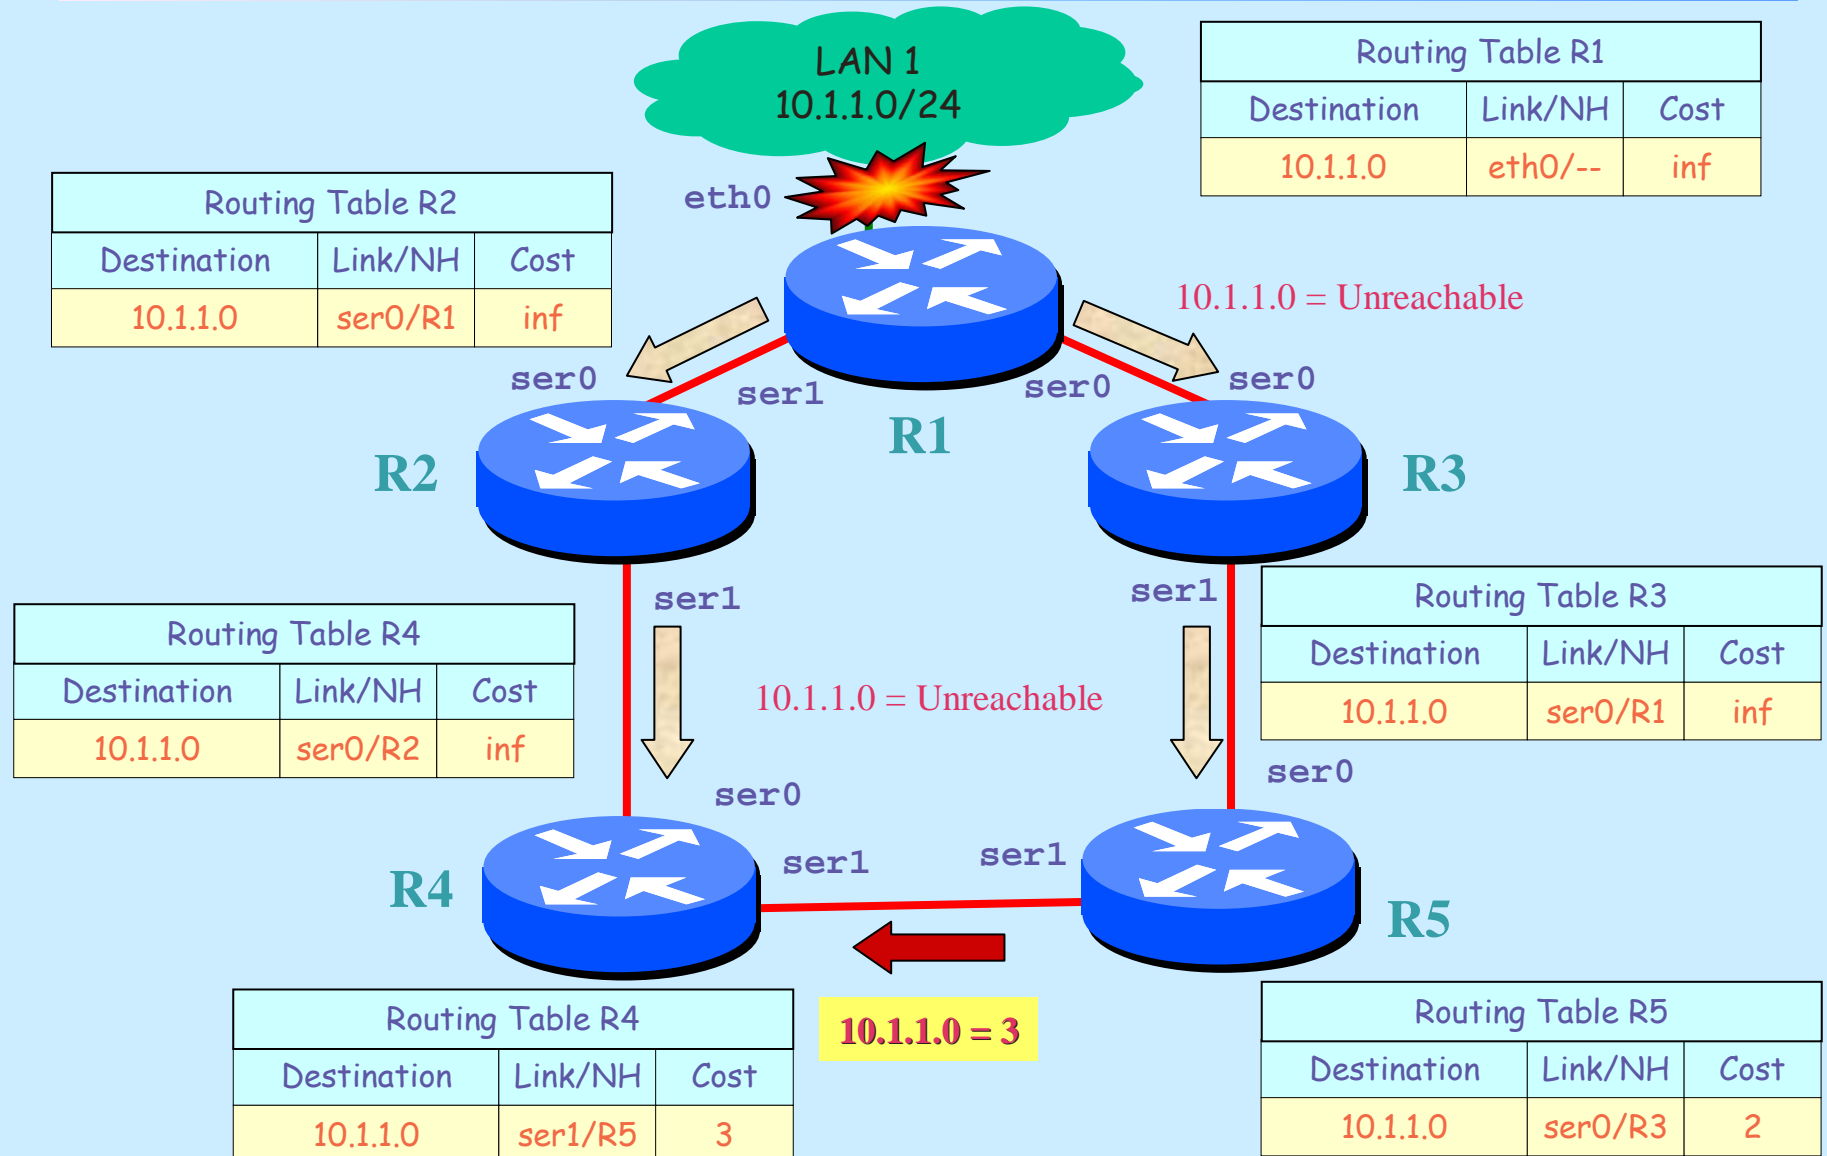 LAN 1
10.1.1.0/24
Routing Table R1
Destination Link/NH Cost
10.1.1.0 eth0/-- inf
eth0
Routing Table R2
Destination Link/NH Cost
10.1.1.0 ser0/R1 inf
10.1.1.0 = Unreachable
ser0
ser1
ser0
ser0
R1
R2
R3
ser1
ser1
Routing Table R3
Destination Link/NH Cost
10.1.1.0 ser0/R1 inf
Routing Table R4
Destination Link/NH Cost
10.1.1.0 ser0/R2 inf
10.1.1.0 = Unreachable
ser0
ser0
ser1
ser1
R4
R5
10.1.1.0 = 3
Routing Table R4
Destination Link/NH Cost
10.1.1.0 ser1/R5 3
Routing Table R5
Destination Link/NH Cost
10.1.1.0 ser0/R3 2